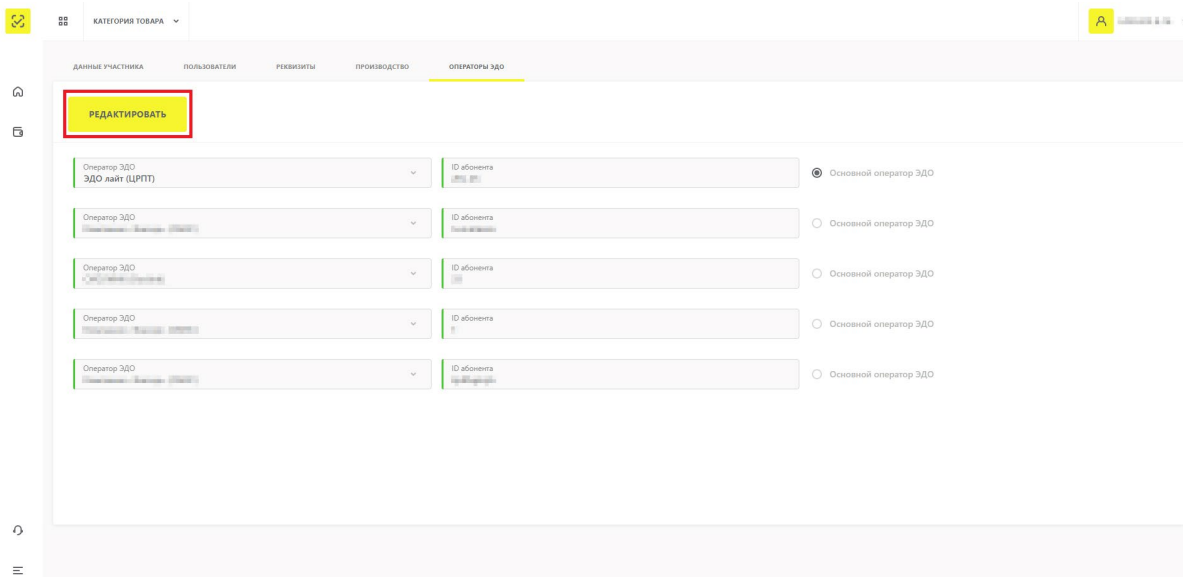 КАТЕГОРИЯ ТОВАРА
ДАННЫЕ УЧАСТНИКА ПОЛЬЗОВАТЕЛИ РЕКВИЗИТЫ ПРОИЗВОДСТВО ОПЕРАТОРЫ ЭДО
РЕДАКТИРОВАТЬ
Оператор ЭДО ID абонента
ЭДО лайт (ЦРПТ) Основной оператор ЭДО
Оператор ЭДО ID абонента
Основной оператор ЭДО
Оператор ЭДО ID абонента
Основной оператор ЭДО
Оператор ЭДО ID абонента
Основной оператор ЭДО
Оператор ЭДО ID абонента
Основной оператор ЭДО